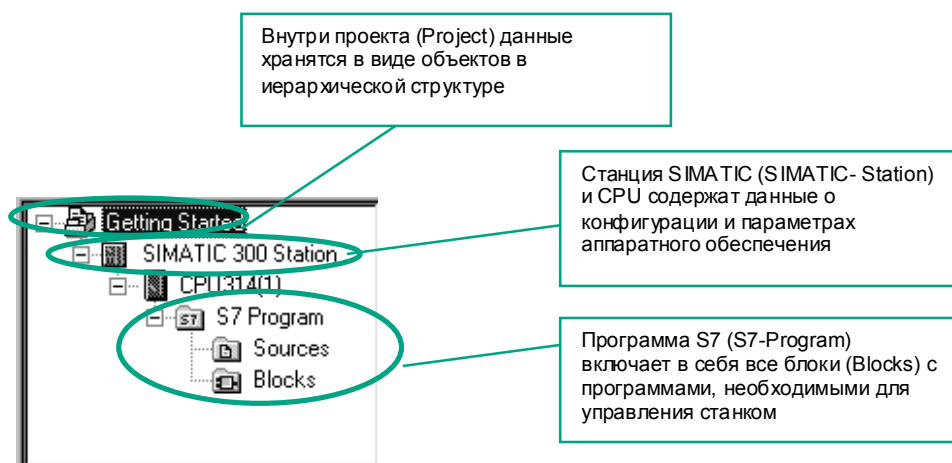 Внутри проекта (Project) данные
хранятся в виде объектов в
иерархической структуре
Станция SIMATIC (SIMATIC- Station)
и CPU содержат данные о
конфигурации и параметрах
аппаратного обеспечения
Getting Started
SIMATIC 300 Station
CPU314(1)
S7 Program
Sources
Blocks
Программа S7 (S7-Program)
включает в себя все блоки (Blocks) с
программами, необходимыми для
управления станком